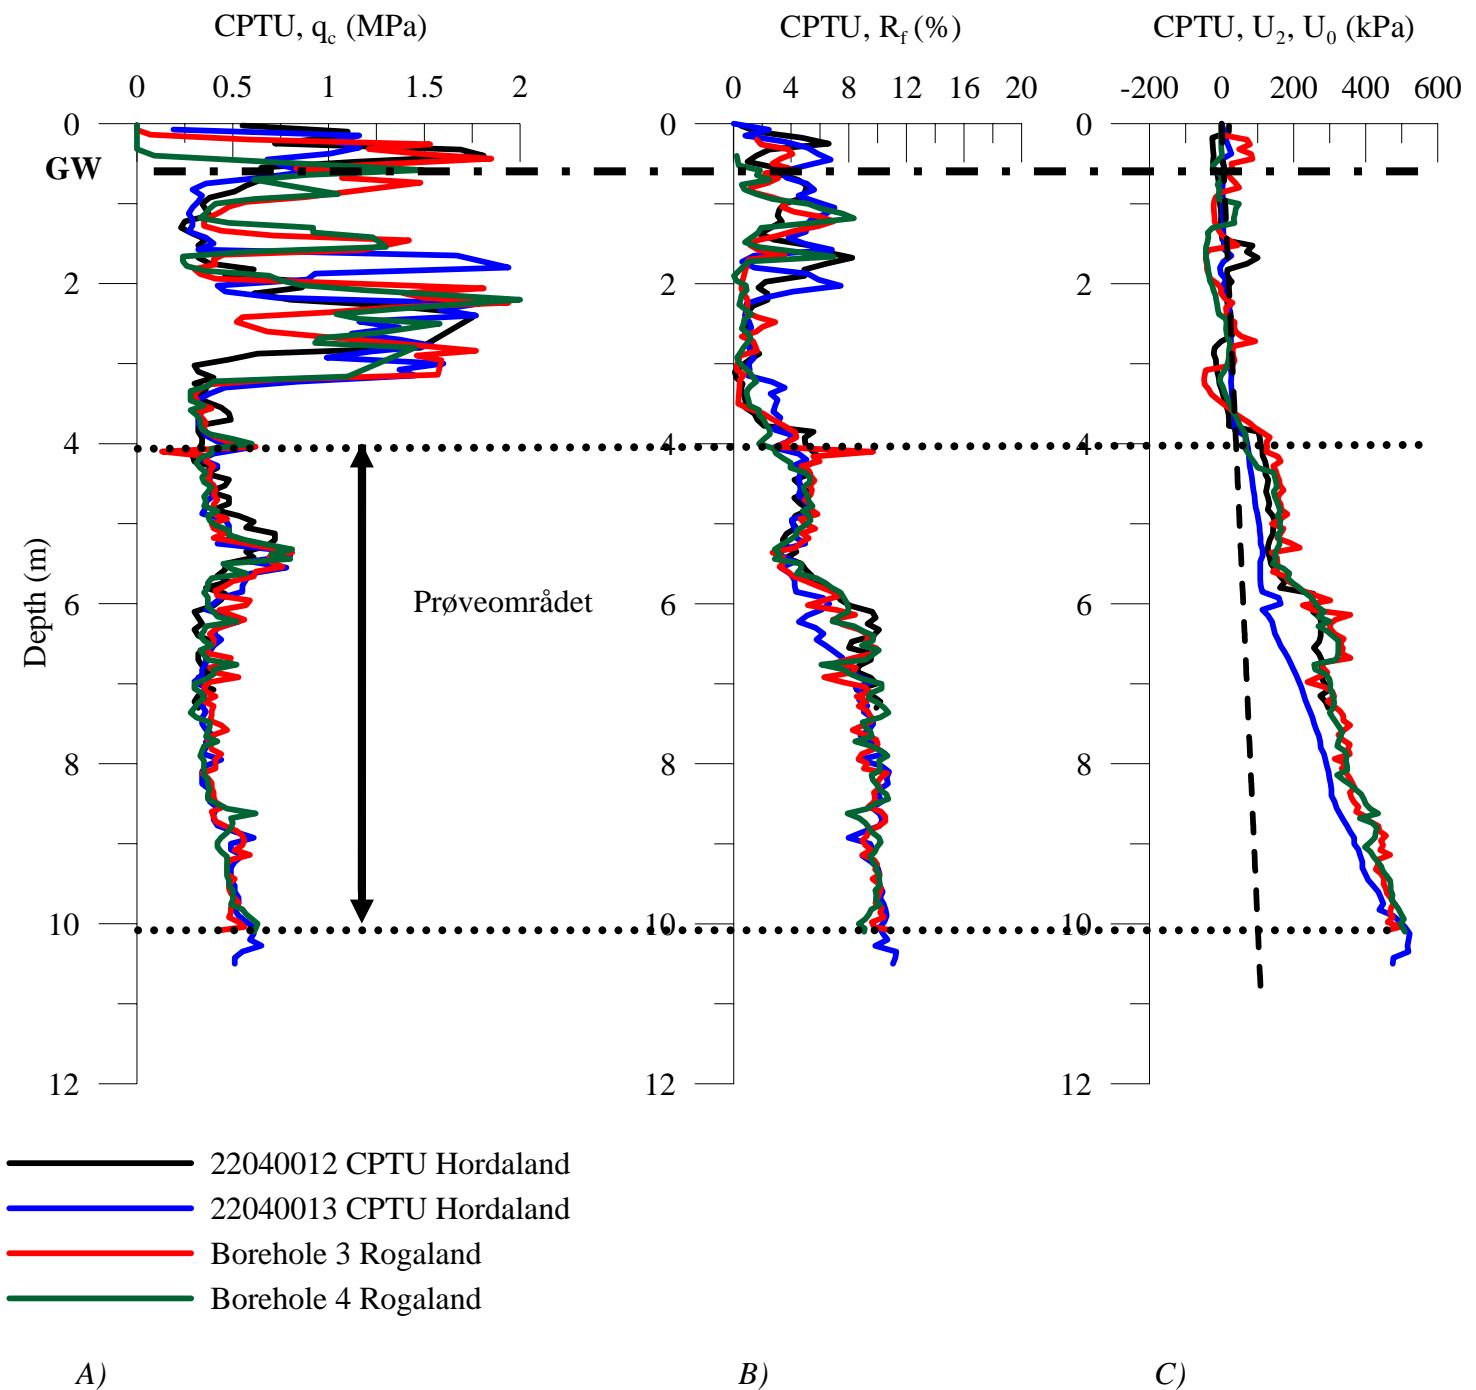 CPTU, qc (MPa) CPTU, Rf (%) CPTU, U2, U0 (kPa)
0 0.5 1 1.5 2 0 4 8 12 16 20 -200 0 200 400 600
0 0 0
GW
2 2 2
4 4 4
Depth (m)
Prøveområdet
6 6 6
8 8 8
10 10 10
12 12 12
22040012 CPTU Hordaland
22040013 CPTU Hordaland
Borehole 3 Rogaland
Borehole 4 Rogaland
A) B) C)